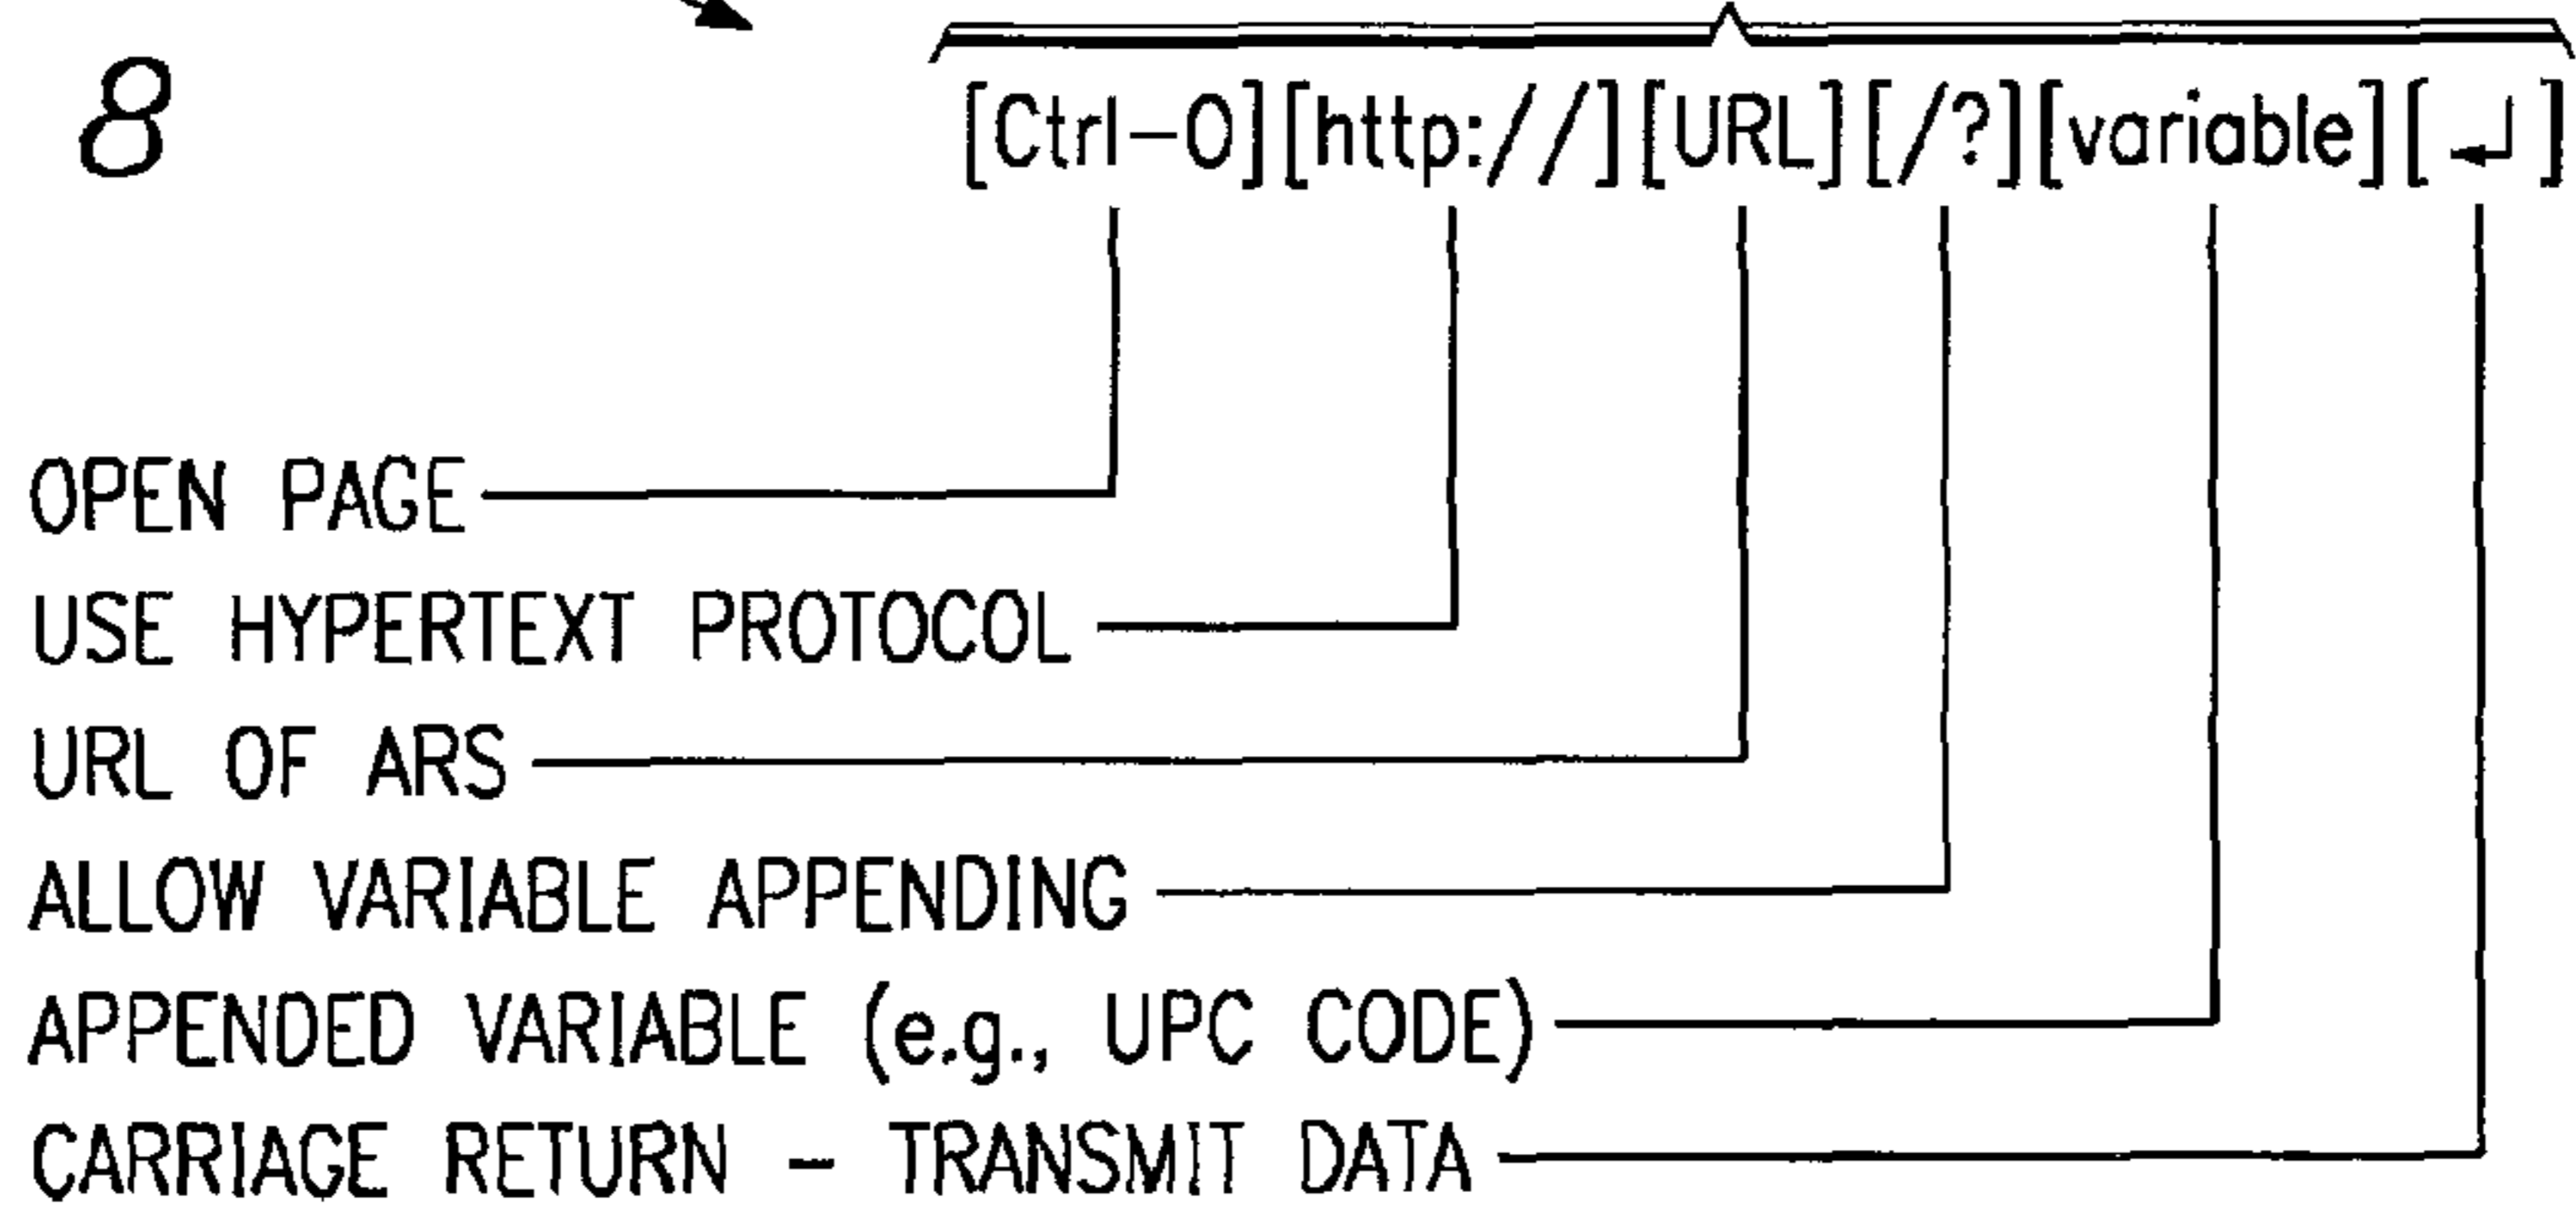 8
[Ctrl-O][http://][URL][/?][variable][↵]
OPEN PAGE
USE HYPERTEXT PROTOCOL
URL OF ARS
ALLOW VARIABLE APPENDING
APPENDED VARIABLE (e.g., UPC CODE)
CARRIAGE RETURN - TRANSMIT DATA